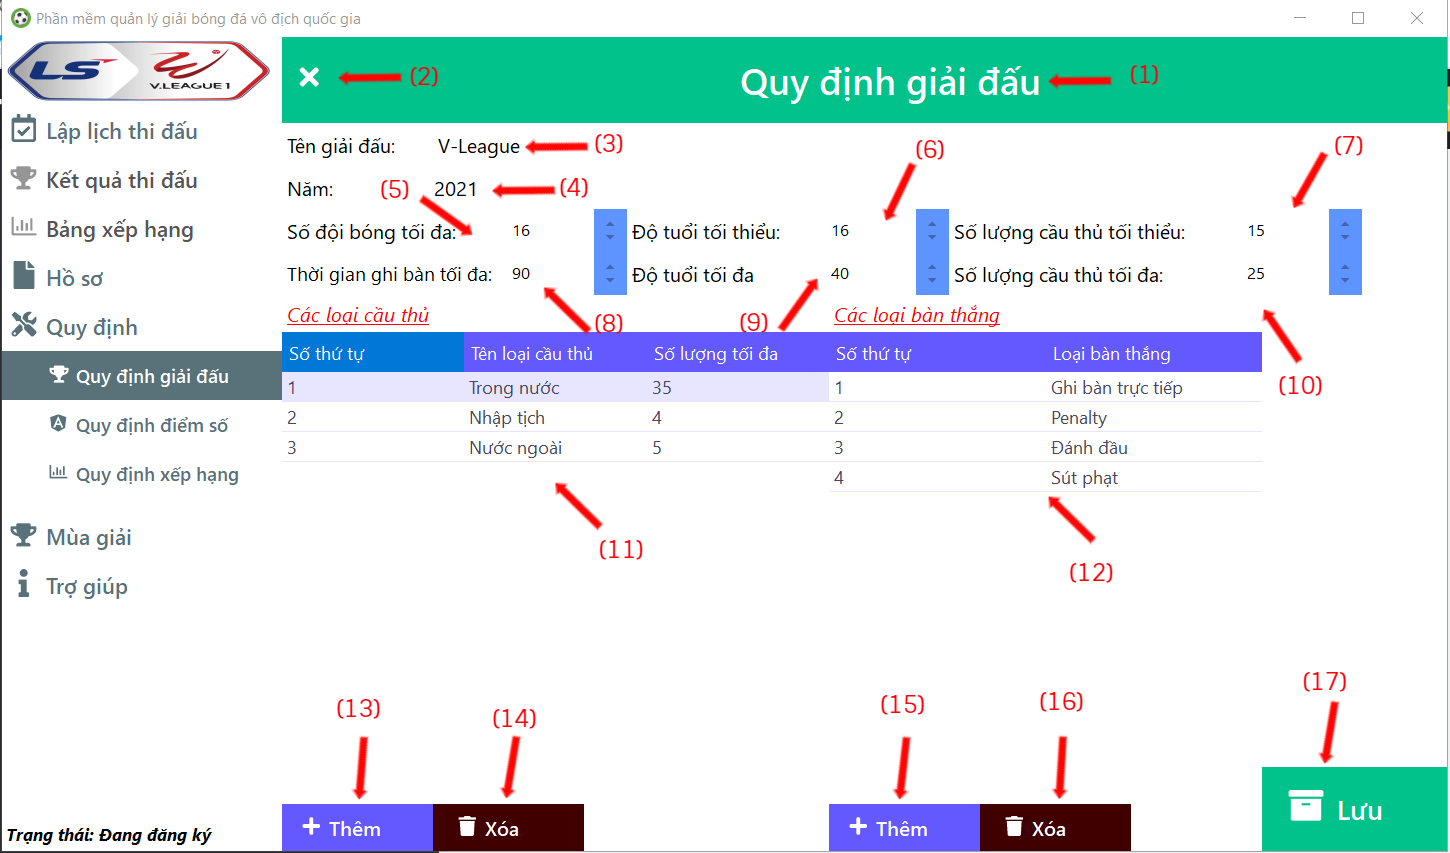 Phần mềm quản lý giải bóng đá vô địch quốc gia
LS V.LEAGUE 1
(2) Quy định giải đấu (1)
Lập lịch thi đấu
Kết quả thi đấu
Bảng xếp hạng
Hồ sơ
Quy định
Quy định giải đấu
Quy định điểm số
Quy định xếp hạng
Mùa giải
Trợ giúp
Trạng thái: Đang đăng ký
Tên giải đấu: V-League (3)
Năm: (5) 2021 (4) (6) (7)
Số đội bóng tối đa: 16 Độ tuổi tối thiểu: 16 Số lượng cầu thủ tối thiểu: 15
Thời gian ghi bàn tối đa: 90 Độ tuổi tối đa 40 Số lượng cầu thủ tối đa: 25
Các loại cầu thủ (8) (9) Các loại bàn thắng
Số thứ tự Tên loại cầu thủ Số lượng tối đa Số thứ tự Loại bàn thắng
1 Trong nước 35 1 Ghi bàn trực tiếp (10)
2 Nhập tịch 4 2 Penalty
3 Nước ngoài 5 3 Đánh đầu
4 Sút phạt
(11) (12)
(13) (14) (15) (16) (17)
Thêm Xóa Thêm Xóa Lưu